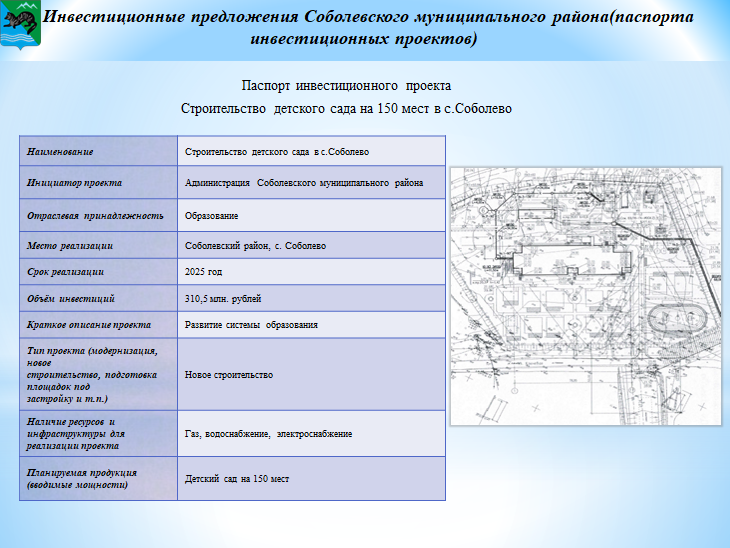 Инвестиционные предложения Соболевского муниципального района(паспорта
инвестиционных проектов)
Паспорт инвестиционного проекта
Строительство детского сада на 150 мест в с.Соболево
Наименование
Строительство детского сада в с.Соболево
Инициатор проекта
Администрация Соболевского муниципального района
Отраслевая принадлежность
Образование
Место реализации
Соболевский район, с. Соболево
Срок реализации
2025 год
Объём инвестиций
310,5 млн. рублей
Краткое описание проекта
Развитие системы образования
Тип проекта (модернизация,
новое
строительство, подготовка
площадок под
застройку и т.п.)
Новое строительство
Наличие ресурсов и
инфраструктуры для
реализации проекта
Газ, водоснабжение, электроснабжение
Планируемая продукция
(вводимые мощности)
Детский сад на 150 мест